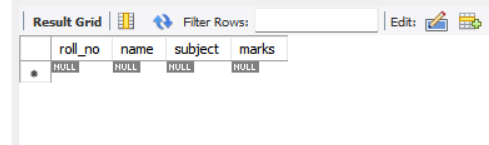 Result Grid Filter Rows: Edit:
roll_no name subject marks
NULL NULL NULL NULL